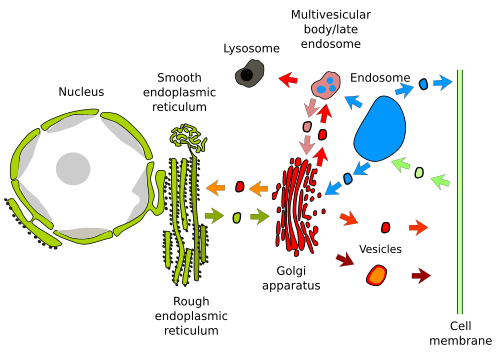 Multivesicular
body/late
endosome
Lysosome
Smooth
endoplasmic
reticulum
Endosome
Nucleus
Vesicles
Golgi
apparatus
Rough
endoplasmic
reticulum
Cell
membrane